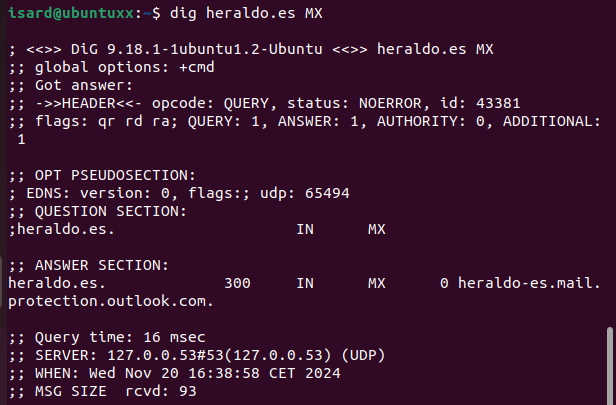 isard@ubuntuxx:~$ dig heraldo.es MX

; <<>> DiG 9.18.1-1ubuntu1.2-Ubuntu <<>> heraldo.es MX
;; global options: +cmd
;; Got answer:
;; ->>HEADER<<- opcode: QUERY, status: NOERROR, id: 43381
;; flags: qr rd ra; QUERY: 1, ANSWER: 1, AUTHORITY: 0, ADDITIONAL:
 1

;; OPT PSEUDOSECTION:
; EDNS: version: 0, flags:; udp: 65494
;; QUESTION SECTION:
;heraldo.es.			IN	MX

;; ANSWER SECTION:
heraldo.es.		300	IN	MX	0 heraldo-es.mail.
protection.outlook.com.

;; Query time: 16 msec
;; SERVER: 127.0.0.53#53(127.0.0.53) (UDP)
;; WHEN: Wed Nov 20 16:38:58 CET 2024
;; MSG SIZE  rcvd: 93